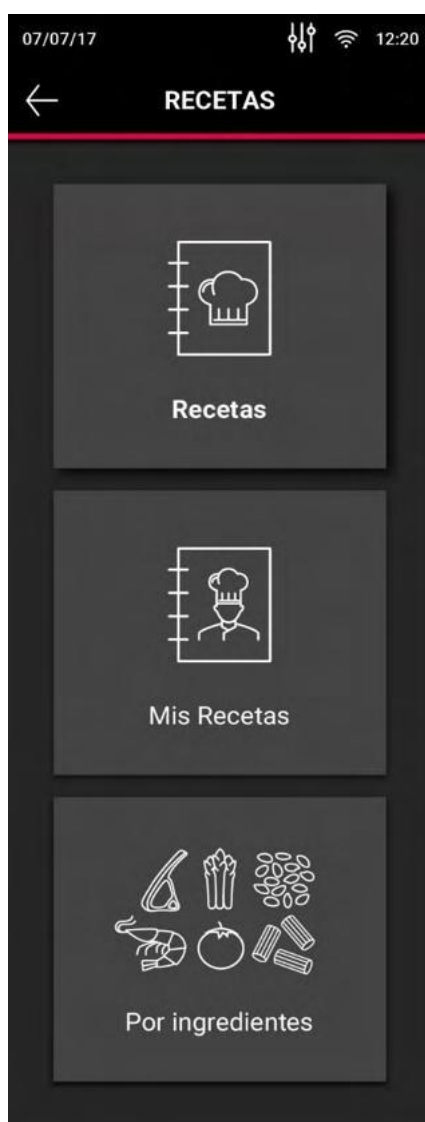 07/07/17 12:20
RECETAS
Recetas
Mis Recetas
Por ingredientes